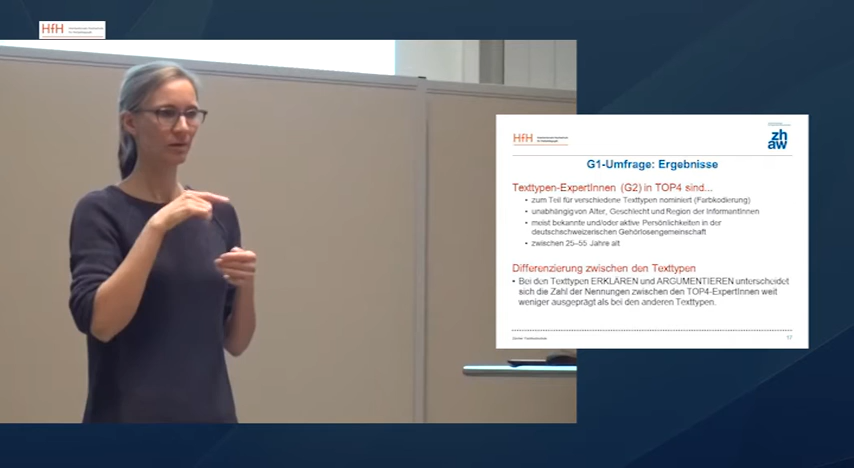 HfH
HfH
zh
aw
G1-Umfrage: Ergebnisse
Texttypen-ExpertInnen (G2) in TOP4 sind...
• zum Teil für verschiedene Texttypen nominiert (Farbkodierung)
• unabhängig von Alter, Geschlecht und Region der InformantInnen
• meist bekannte und/oder aktive Persönlichkeiten in der
deutschschweizerischen Gehörlosengemeinschaft
• zwischen 25–55 Jahre alt
Differenzierung zwischen den Texttypen
• Bei den Texttypen ERKLÄREN und ARGUMENTIEREN unterscheidet
sich die Zahl der Nennungen zwischen den TOP4-ExpertInnen weit
weniger ausgeprägt als bei den anderen Texttypen.
17